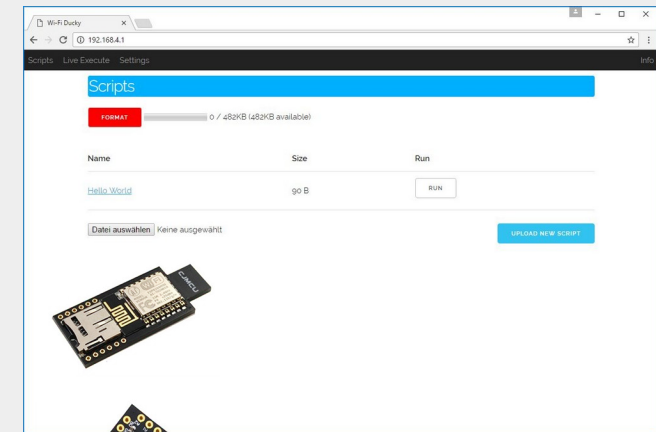 Wi-Fi Ducky
192.168.4.1
Scripts Live Execute Settings Info
Scripts
FORMAT 0 / 482KB (482KB available)
Name Size Run
Hello World 90 B RUN
Datei auswählen Keine ausgewählt UPLOAD NEW SCRIPT
CJMCU